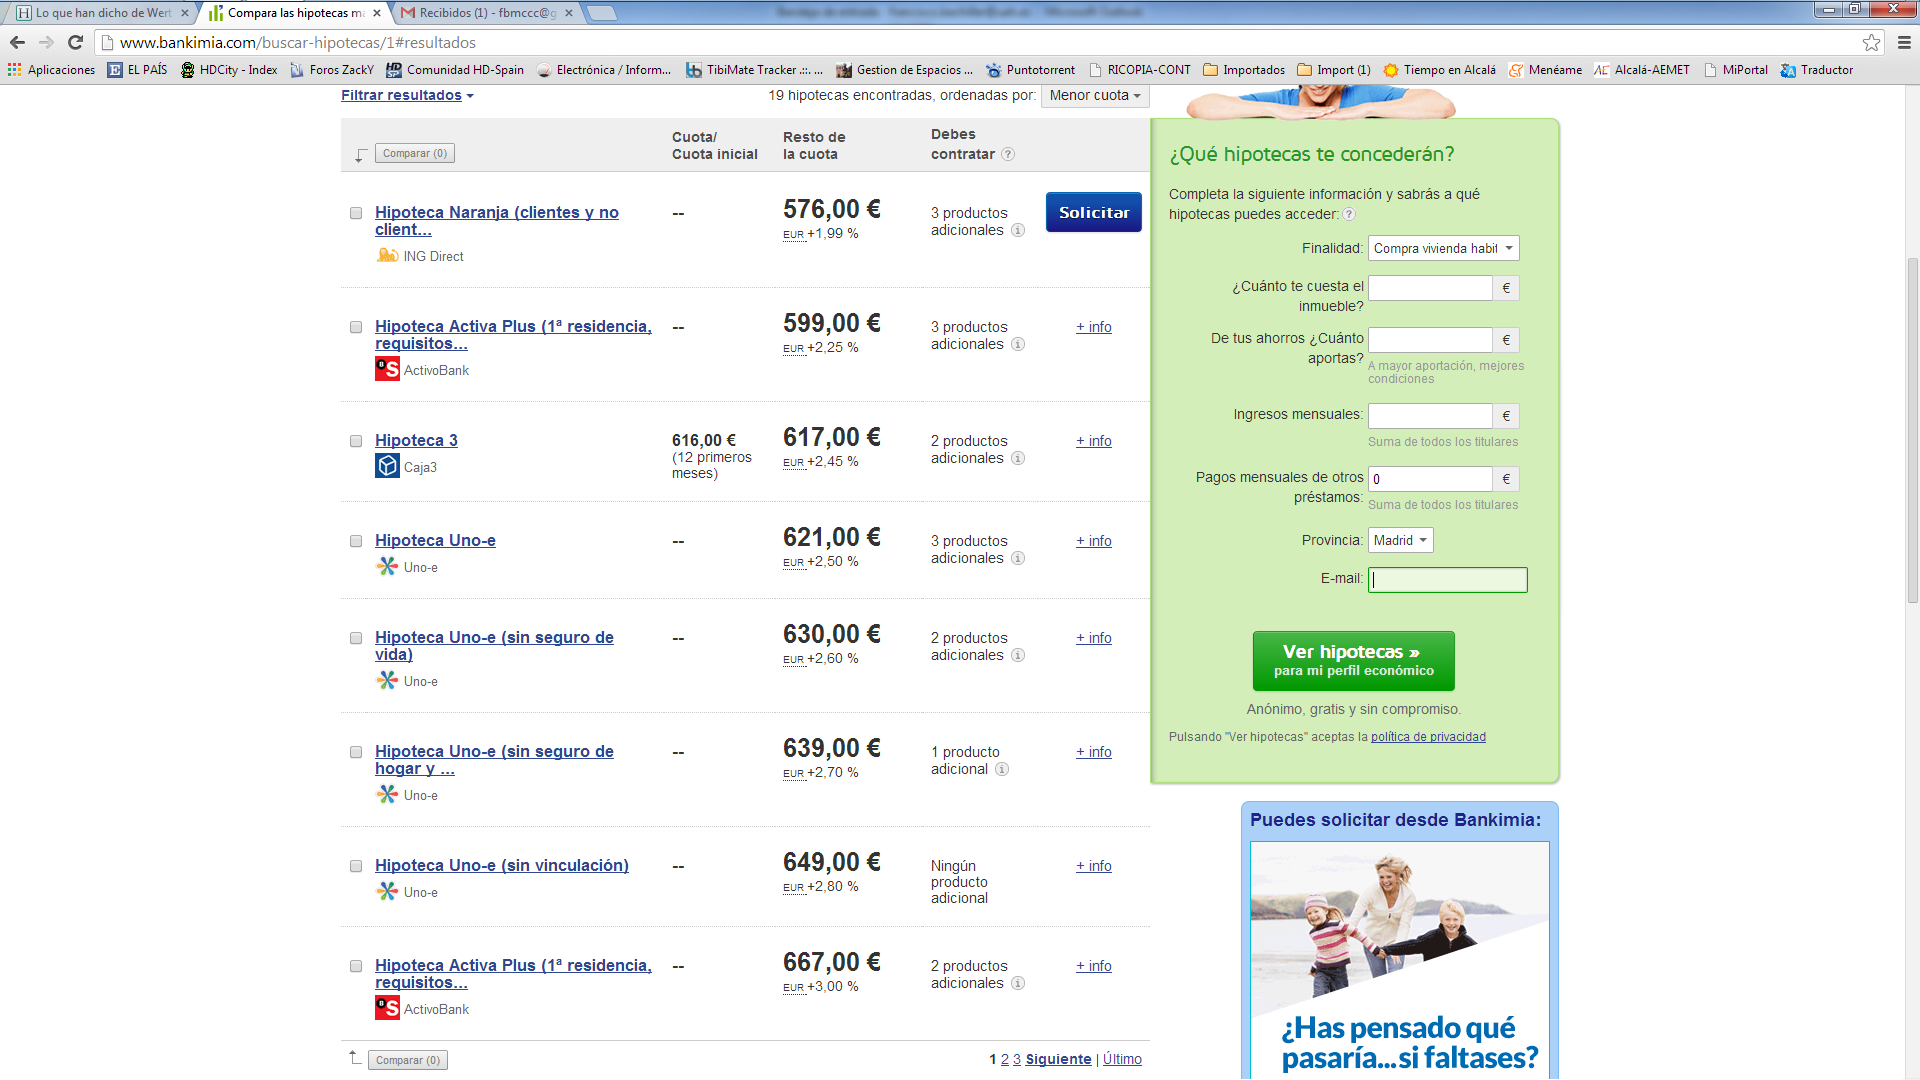 Lo que han dicho de Wert
Compara las hipotecas má
Recibidos (1) - fbmccc@g
www.bankimia.com/buscar-hipotecas/1#resultados
Aplicaciones
EL PAÍS
HDCity - Index
Foros ZackY
Comunidad HD-Spain
Electrónica / Inform...
TibiMate Tracker .::. ...
Gestion de Espacios ...
Puntotorrent
RICOPIA-CONT
Importados
Import (1)
Tiempo en Alcalá
Menéame
Alcalá-AEMET
MiPortal
Traductor
Filtrar resultados
19 hipotecas encontradas, ordenadas por: Menor cuota
Comparar (0)
Cuota/
Cuota inicial
Resto de
la cuota
Debes
contratar ?
Hipoteca Naranja (clientes y no
client...
ING Direct
--
576,00 €
EUR +1,99 %
3 productos
adicionales i
Solicitar
Hipoteca Activa Plus (1ª residencia,
requisitos...
ActivoBank
--
599,00 €
EUR +2,25 %
3 productos
adicionales i
+ info
Hipoteca 3
Caja3
616,00 €
(12 primeros
meses)
617,00 €
EUR +2,45 %
2 productos
adicionales i
+ info
Hipoteca Uno-e
Uno-e
--
621,00 €
EUR +2,50 %
3 productos
adicionales i
+ info
Hipoteca Uno-e (sin seguro de
vida)
Uno-e
--
630,00 €
EUR +2,60 %
2 productos
adicionales i
+ info
Hipoteca Uno-e (sin seguro de
hogar y ...
Uno-e
--
639,00 €
EUR +2,70 %
1 producto
adicional i
+ info
Hipoteca Uno-e (sin vinculación)
Uno-e
--
649,00 €
EUR +2,80 %
Ningún
producto
adicional
+ info
Hipoteca Activa Plus (1ª residencia,
requisitos...
ActivoBank
--
667,00 €
EUR +3,00 %
2 productos
adicionales i
+ info
Comparar (0)
1 2 3 Siguiente | Último
¿Qué hipotecas te concederán?
Completa la siguiente información y sabrás a qué
hipotecas puedes acceder: ?
Finalidad: Compra vivienda habit
¿Cuánto te cuesta el
inmueble?
€
De tus ahorros ¿Cuánto
aportas?
€
A mayor aportación, mejores
condiciones
Ingresos mensuales:
€
Suma de todos los titulares
Pagos mensuales de otros
préstamos:
0 €
Suma de todos los titulares
Provincia: Madrid
E-mail:
Ver hipotecas »
para mi perfil económico
Anónimo, gratis y sin compromiso.
Pulsando "Ver hipotecas" aceptas la política de privacidad
Puedes solicitar desde Bankimia:
¿Has pensado qué
pasaría...si faltases?